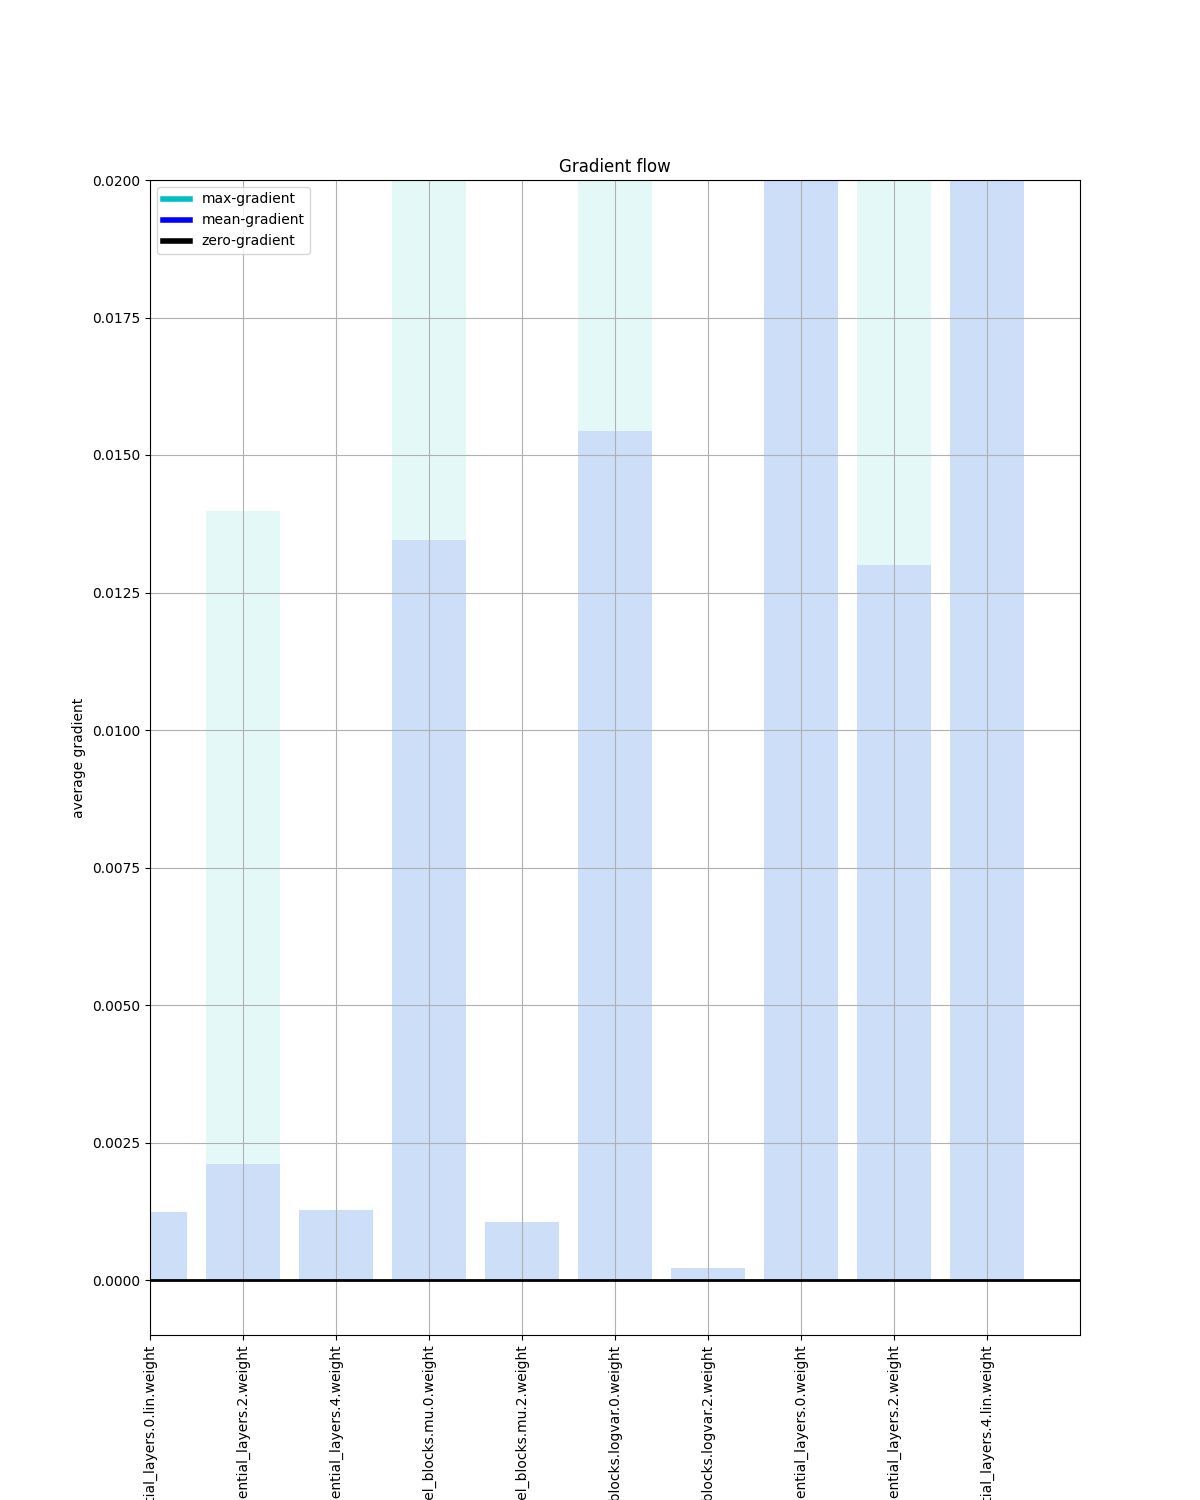 Gradient flow
max-gradient
mean-gradient
zero-gradient
0.0200
0.0175
0.0150
0.0125
0.0100
0.0075
0.0050
0.0025
0.0000
average gradient
tial_layers.0.lin.weight
ential_layers.2.weight
ential_layers.4.weight
el_blocks.mu.0.weight
el_blocks.mu.2.weight
blocks.logvar.0.weight
blocks.logvar.2.weight
ential_layers.0.weight
ential_layers.2.weight
tial_layers.4.lin.weight